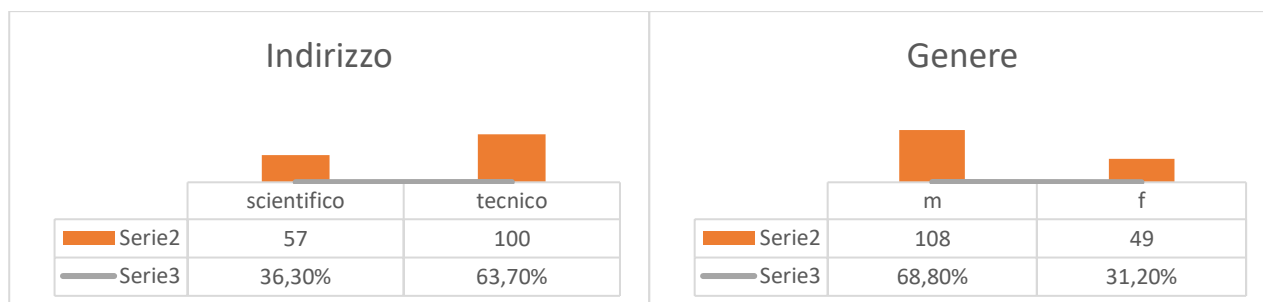 Indirizzo
scientifico tecnico
Serie2 57 100
Serie3 36,30% 63,70%
Genere
m f
Serie2 108 49
Serie3 68,80% 31,20%